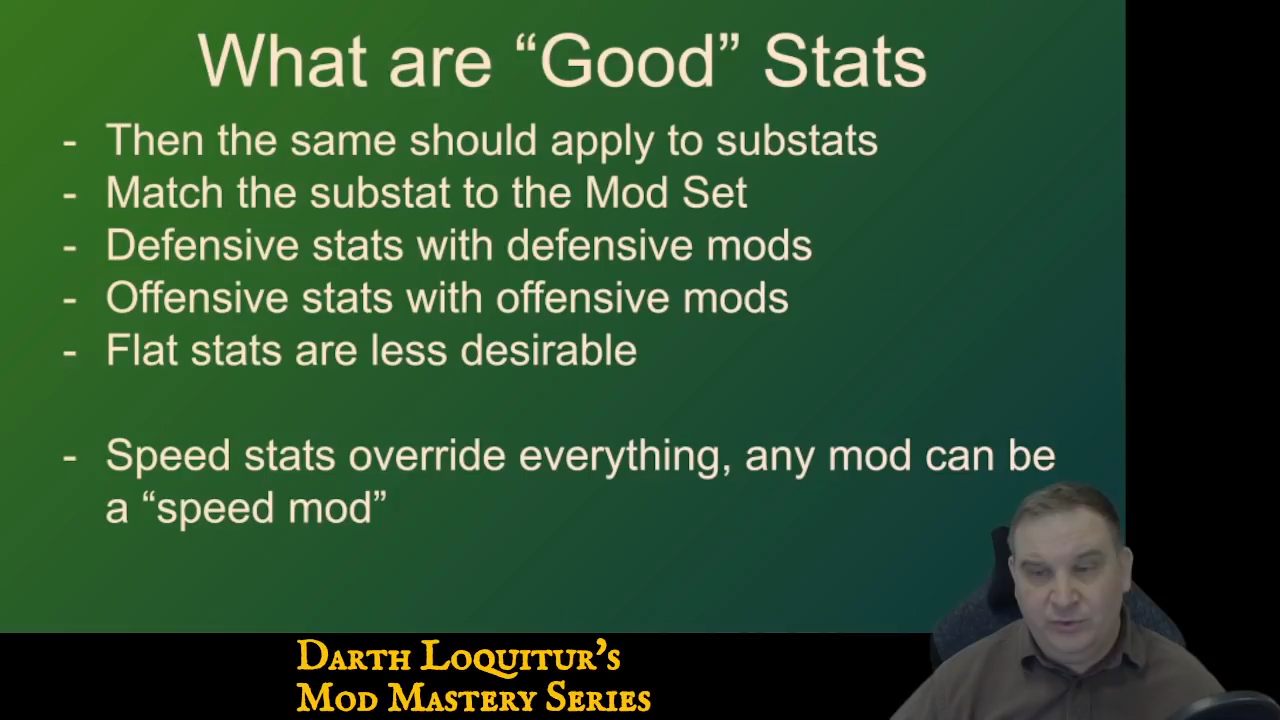 What are “Good” Stats
- Then the same should apply to substats
- Match the substat to the Mod Set
- Defensive stats with defensive mods
- Offensive stats with offensive mods
- Flat stats are less desirable
- Speed stats override everything, any mod can be
a “speed mod”
Darth Loquitur’s
Mod Mastery Series